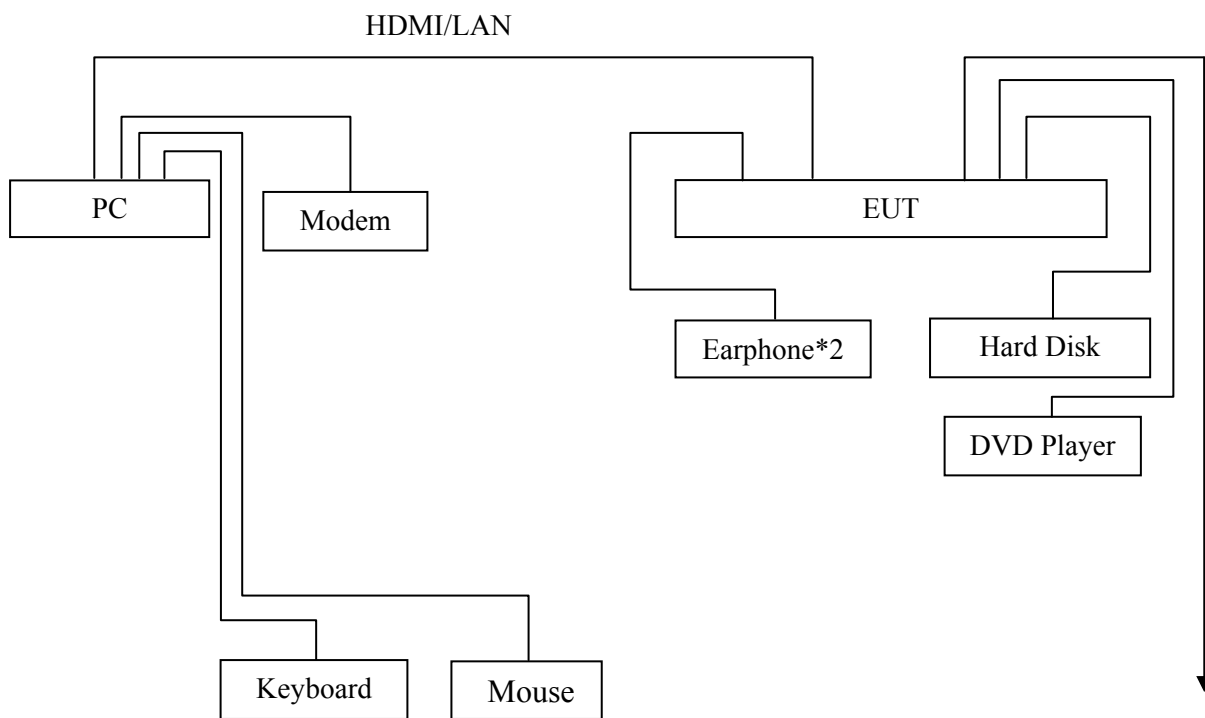 HDMI/LAN
PC
Modem
EUT
Earphone*2
Hard Disk
DVD Player
Keyboard
Mouse